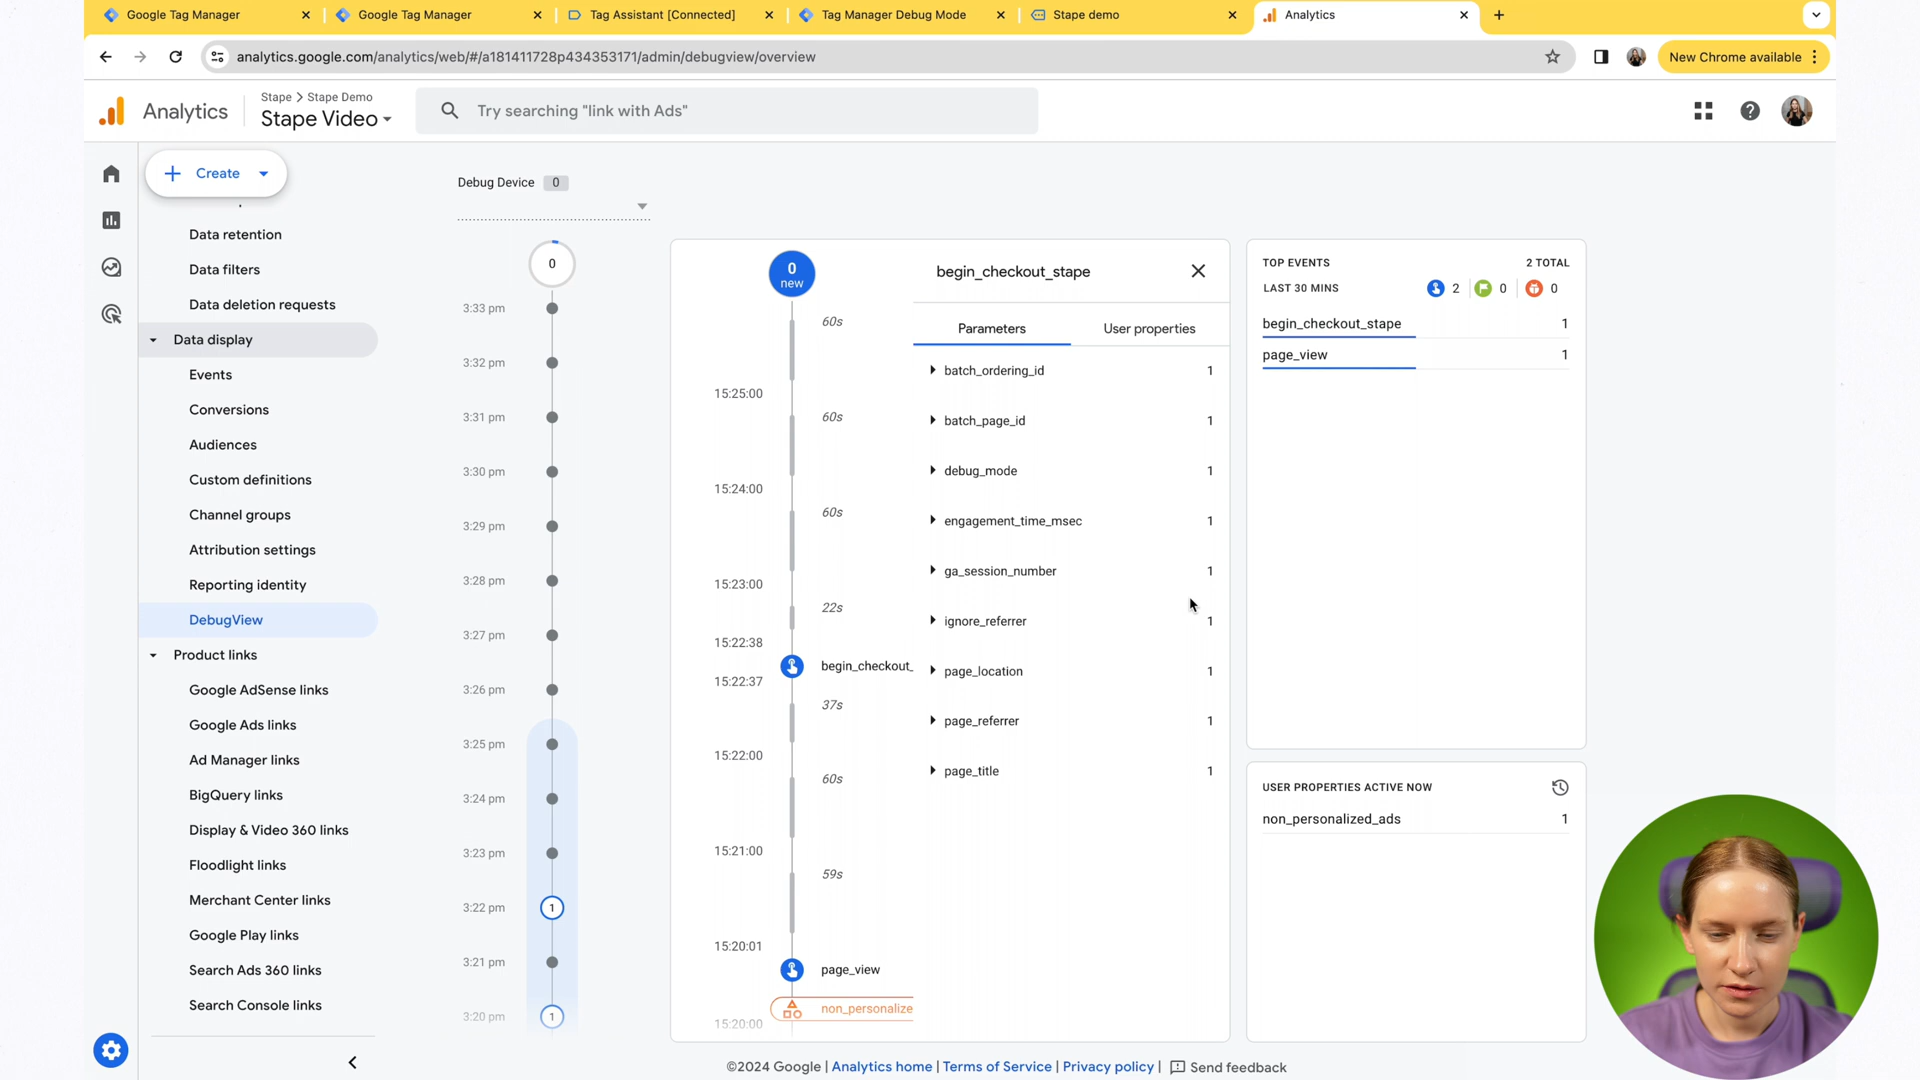 Google Tag Manager
Google Tag Manager
Tag Assistant [Connected]
Tag Manager Debug Mode
Stape demo
Analytics
analytics.google.com/analytics/web/#/a181411728p434353171/admin/debugview/overview
New Chrome available
Analytics
Stape > Stape Demo
Stape Video
Try searching "link with Ads"
Create
Data retention
Data filters
Data deletion requests
Data display
Events
Conversions
Audiences
Custom definitions
Channel groups
Attribution settings
Reporting identity
DebugView
Product links
Google AdSense links
Google Ads links
Ad Manager links
BigQuery links
Display & Video 360 links
Floodlight links
Merchant Center links
Google Play links
Search Ads 360 links
Search Console links
Debug Device 0
0
3:33 pm
3:32 pm
3:31 pm
3:30 pm
3:29 pm
3:28 pm
3:27 pm
3:26 pm
3:25 pm
3:24 pm
3:23 pm
3:22 pm 1
3:21 pm
3:20 pm 1
0
new
60s
15:25:00
60s
15:24:00
60s
15:23:00
22s
15:22:38
begin_checkout_
15:22:37
37s
15:22:00
60s
15:21:00
59s
15:20:01
page_view
non_personalize
15:20:00
begin_checkout_stape
Parameters User properties
batch_ordering_id 1
batch_page_id 1
debug_mode 1
engagement_time_msec 1
ga_session_number 1
ignore_referrer 1
page_location 1
page_referrer 1
page_title 1
TOP EVENTS 2 TOTAL
LAST 30 MINS 2 0 0
begin_checkout_stape 1
page_view 1
USER PROPERTIES ACTIVE NOW
non_personalized_ads 1
©2024 Google | Analytics home | Terms of Service | Privacy policy | Send feedback